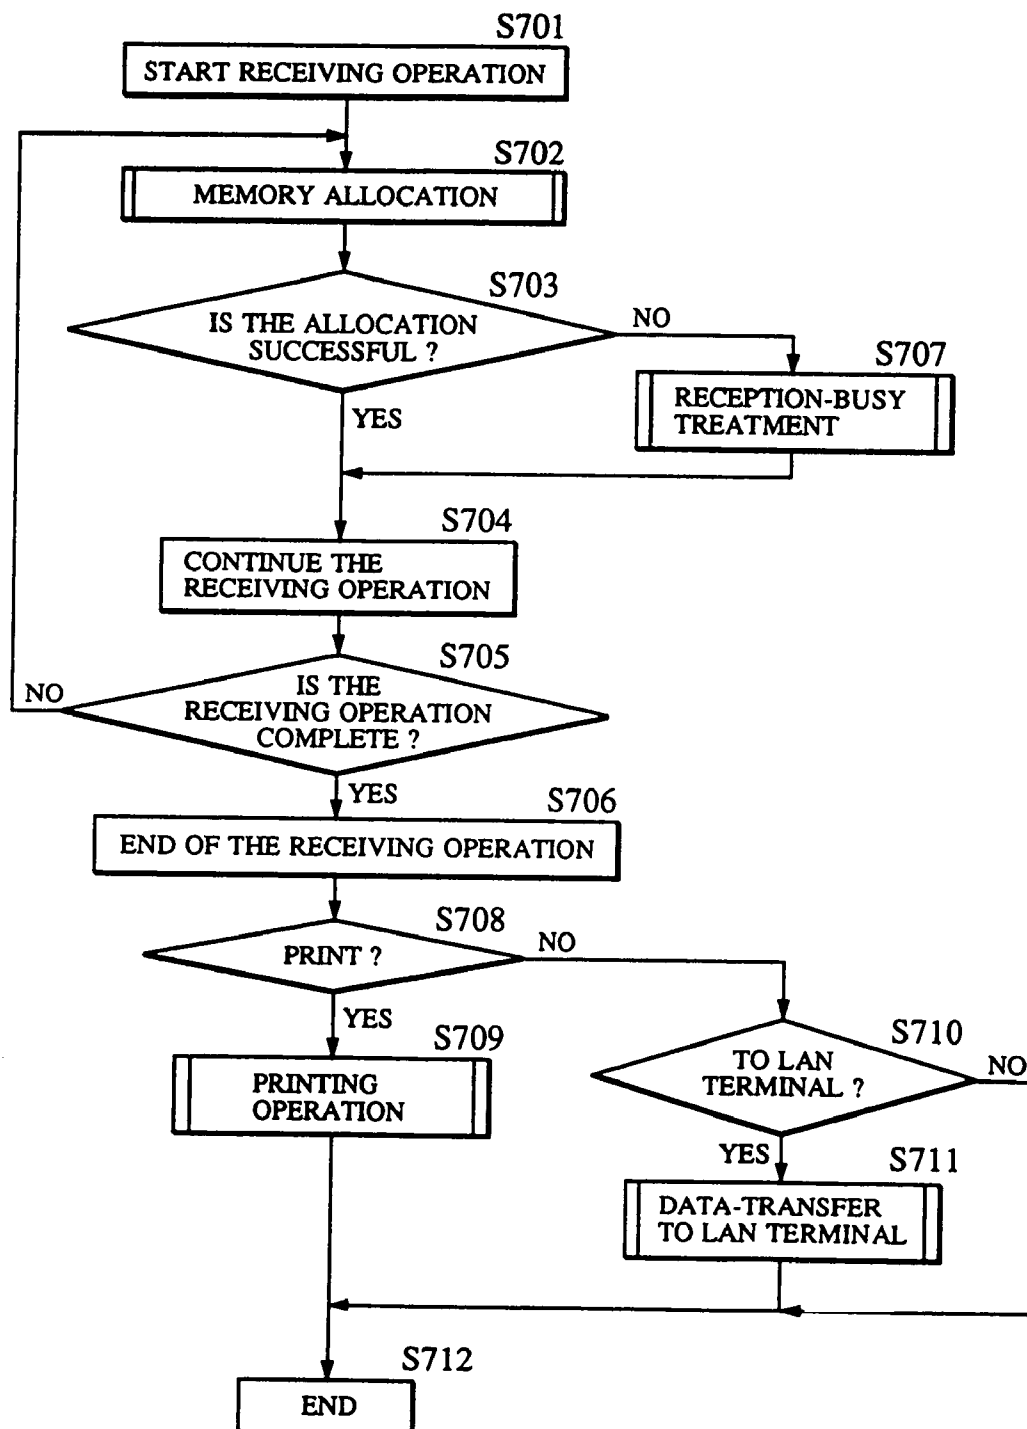 S701
START RECEIVING OPERATION
S702
MEMORY ALLOCATION
S703
IS THE ALLOCATION
SUCCESSFUL ?
NO
YES
S707
RECEPTION-BUSY
TREATMENT
S704
CONTINUE THE
RECEIVING OPERATION
S705
IS THE
RECEIVING OPERATION
COMPLETE ?
NO
YES
S706
END OF THE RECEIVING OPERATION
S708
PRINT ?
NO
YES
S709
PRINTING
OPERATION
S710
TO LAN
TERMINAL ?
NO
YES
S711
DATA-TRANSFER
TO LAN TERMINAL
S712
END